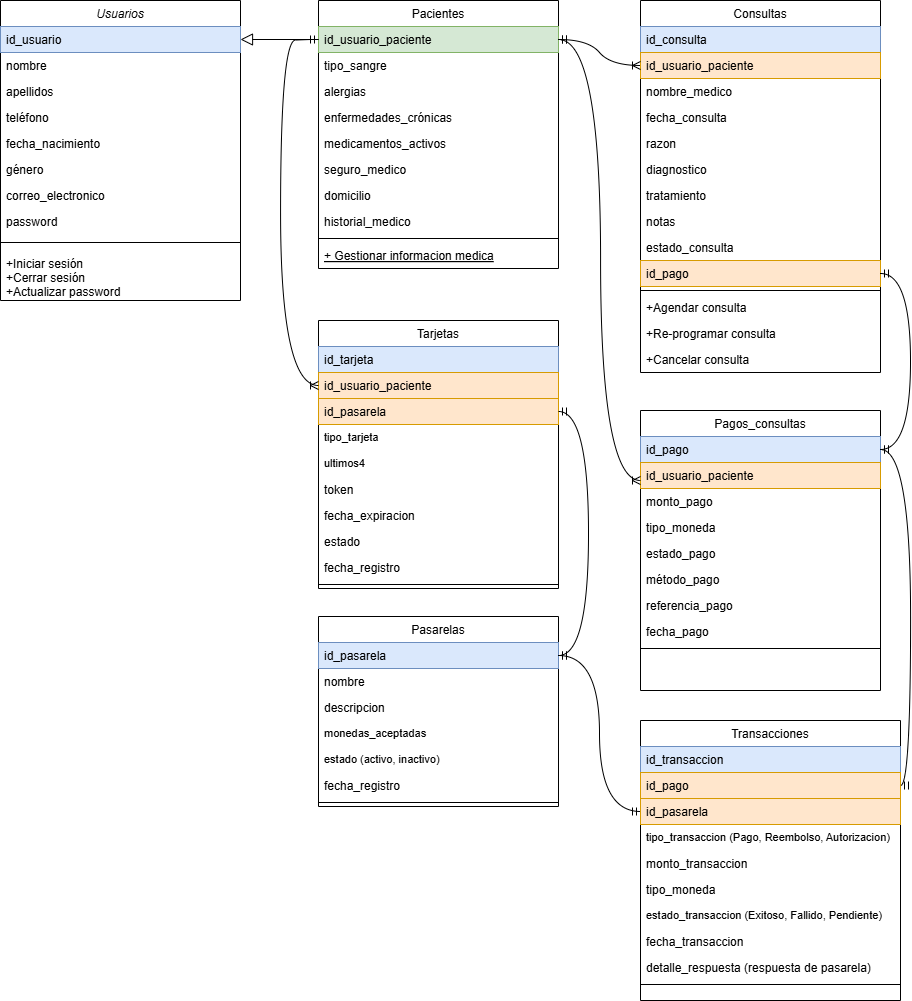 Usuarios
id_usuario
nombre
apellidos
teléfono
fecha_nacimiento
género
correo_electronico
password
+Iniciar sesión
+Cerrar sesión
+Actualizar password
Pacientes
id_usuario_paciente
tipo_sangre
alergias
enfermedades_crónicas
medicamentos_activos
seguro_medico
domicilio
historial_medico
+ Gestionar informacion medica
Consultas
id_consulta
id_usuario_paciente
nombre_medico
fecha_consulta
razon
diagnostico
tratamiento
notas
estado_consulta
id_pago
+Agendar consulta
+Re-programar consulta
+Cancelar consulta
Tarjetas
id_tarjeta
id_usuario_paciente
id_pasarela
tipo_tarjeta
ultimos4
token
fecha_expiracion
estado
fecha_registro
Pagos_consultas
id_pago
id_usuario_paciente
monto_pago
tipo_moneda
estado_pago
método_pago
referencia_pago
fecha_pago
Pasarelas
id_pasarela
nombre
descripcion
monedas_aceptadas
estado (activo, inactivo)
fecha_registro
Transacciones
id_transaccion
id_pago
id_pasarela
tipo_transaccion (Pago, Reembolso, Autorizacion)
monto_transaccion
tipo_moneda
estado_transaccion (Exitoso, Fallido, Pendiente)
fecha_transaccion
detalle_respuesta (respuesta de pasarela)